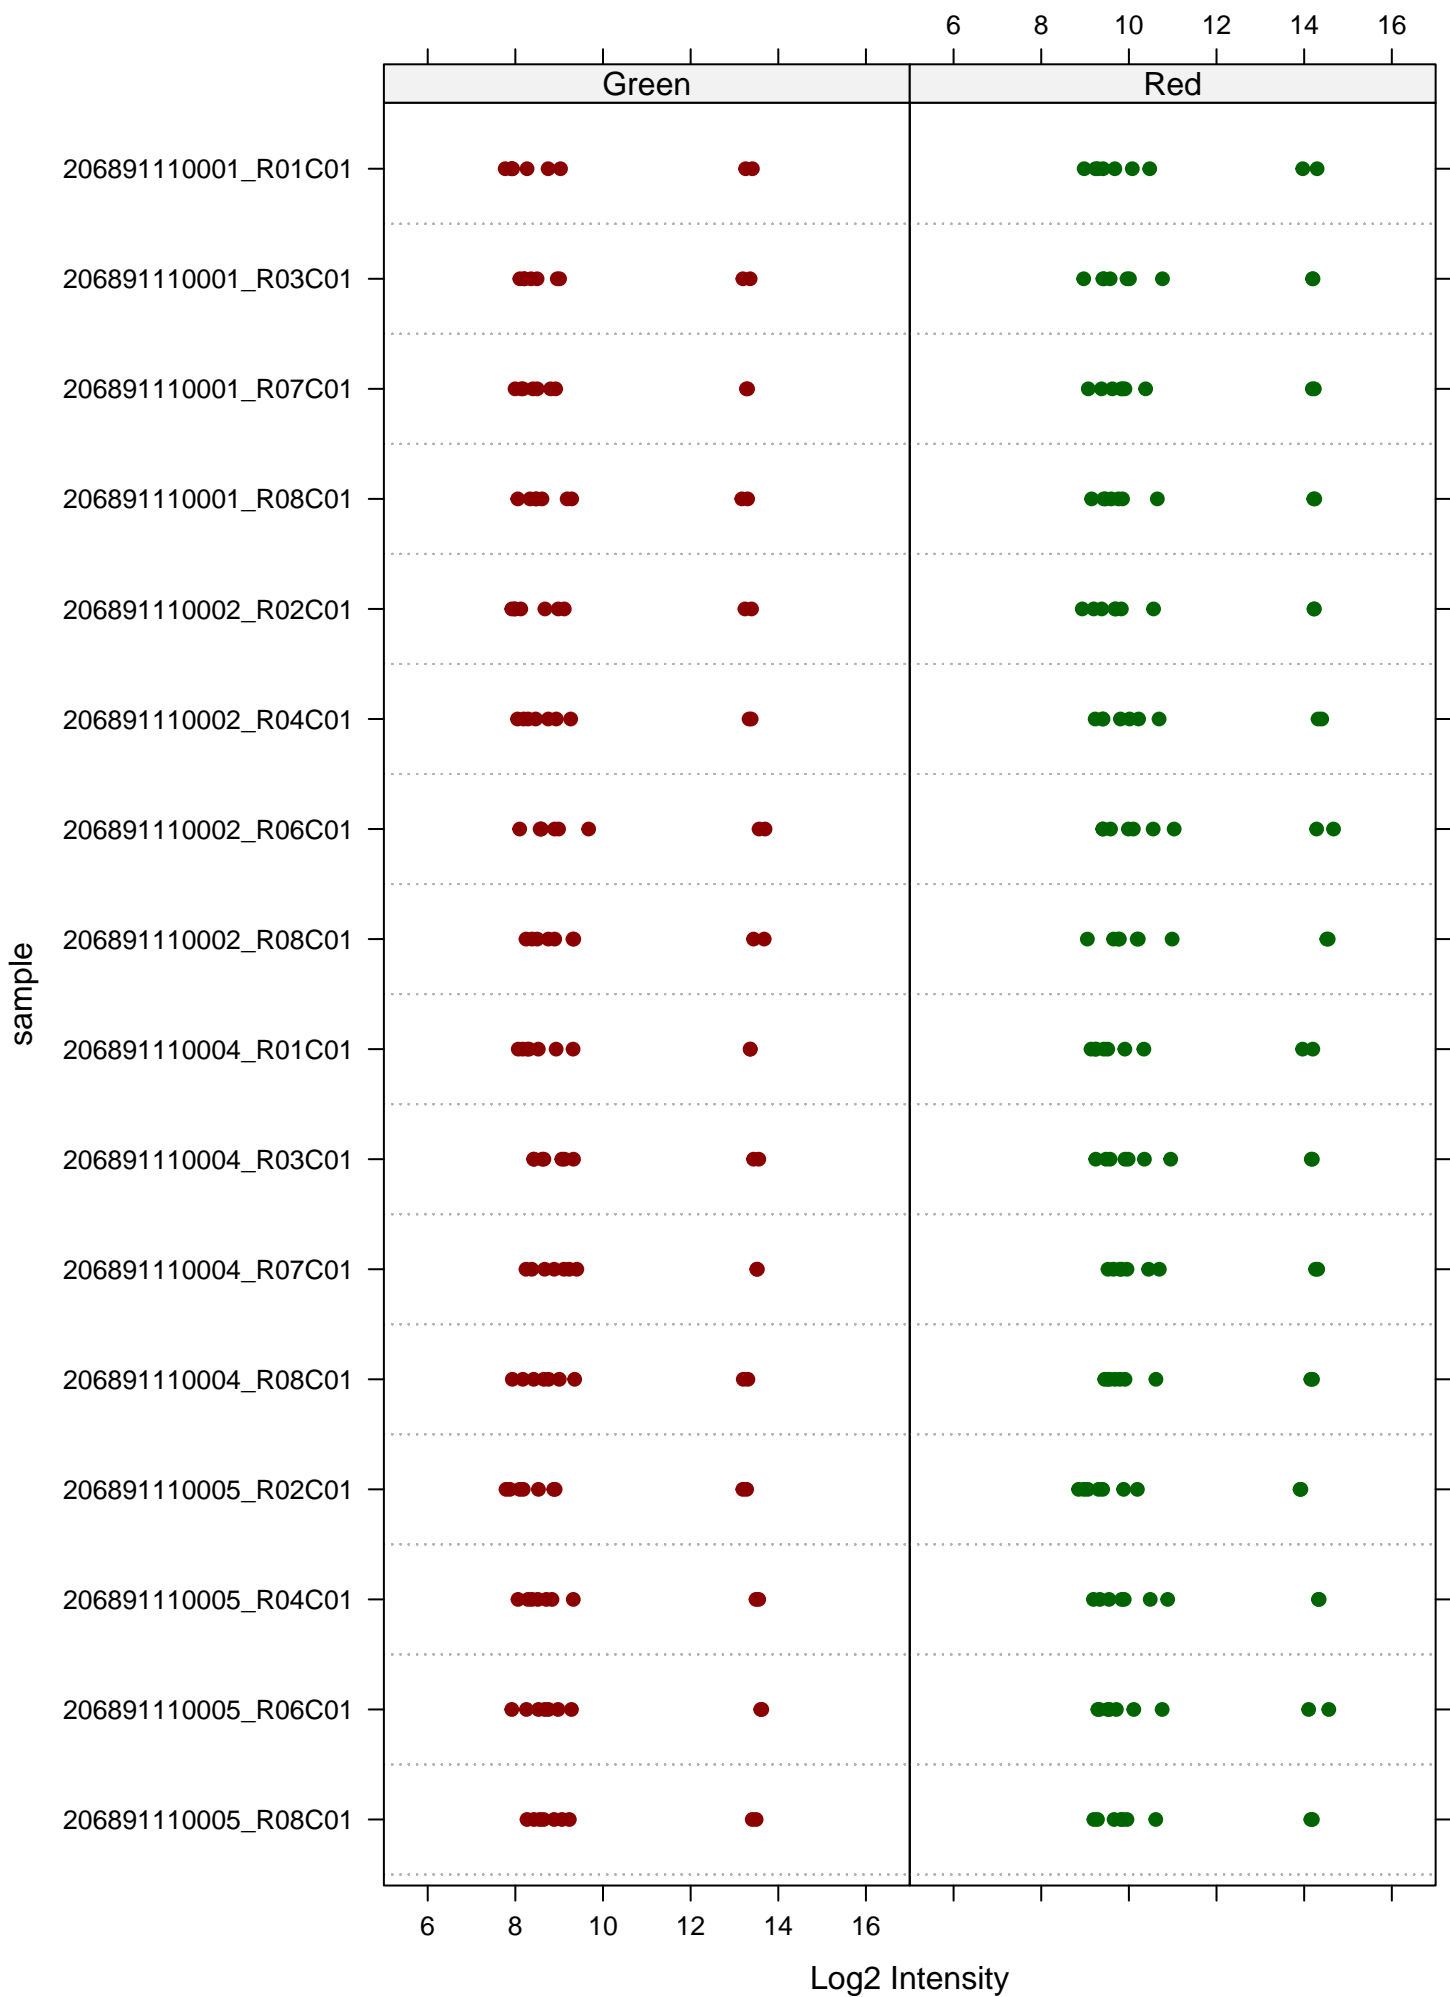 6 8 10 12 14 16
Green Red
206891110001_R01C01
206891110001_R03C01
206891110001_R07C01
206891110001_R08C01
206891110002_R02C01
206891110002_R04C01
206891110002_R06C01
206891110002_R08C01
206891110004_R01C01
206891110004_R03C01
206891110004_R07C01
206891110004_R08C01
206891110005_R02C01
206891110005_R04C01
206891110005_R06C01
206891110005_R08C01
sample
6 8 10 12 14 16
Log2 Intensity